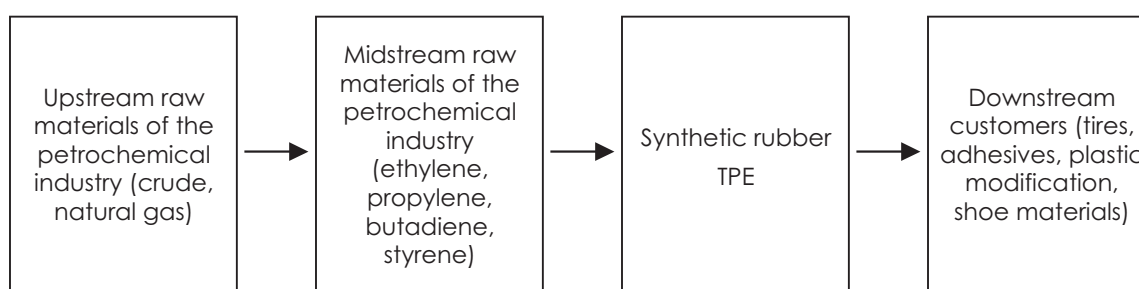 Upstream raw
materials of the
petrochemical
industry (crude,
natural gas)
Midstream raw
materials of the
petrochemical
industry
(ethylene,
propylene,
butadiene,
styrene)
Synthetic rubber
TPE
Downstream
customers (tires,
adhesives, plastic
modification,
shoe materials)